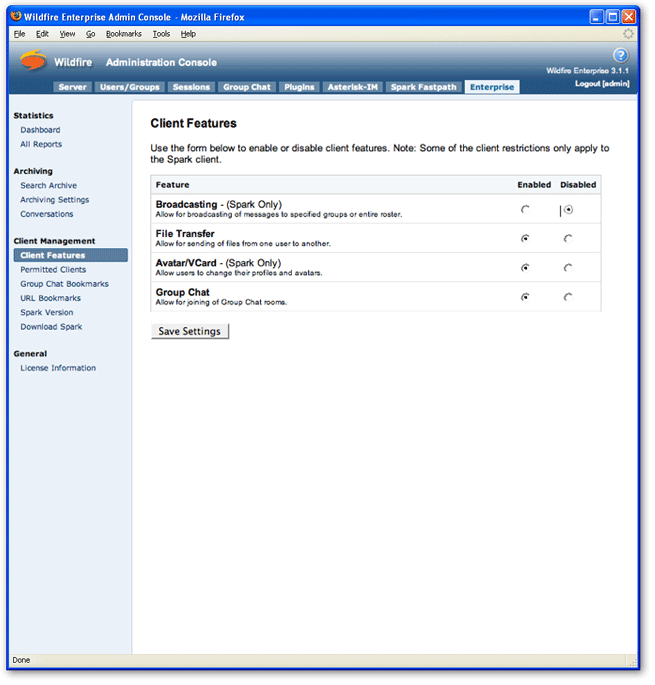 Wildfire Enterprise Admin Console - Mozilla Firefox
File Edit View Go Bookmarks Tools Help
Wildfire Administration Console
?
Wildfire Enterprise 3.1.1
Server Users/Groups Sessions Group Chat Plugins Asterisk-IM Spark Fastpath Enterprise
Logout [admin]
Statistics
Dashboard
All Reports
Archiving
Search Archive
Archiving Settings
Conversations
Client Management
Client Features
Permitted Clients
Group Chat Bookmarks
URL Bookmarks
Spark Version
Download Spark
General
License Information
Client Features
Use the form below to enable or disable client features. Note: Some of the client restrictions only apply to
the Spark client.
Feature Enabled Disabled
Broadcasting - (Spark Only)
Allow for broadcasting of messages to specified groups or entire roster.
File Transfer
Allow for sending of files from one user to another.
Avatar/VCard - (Spark Only)
Allow users to change their profiles and avatars.
Group Chat
Allow for joining of Group Chat rooms.
Save Settings
Done